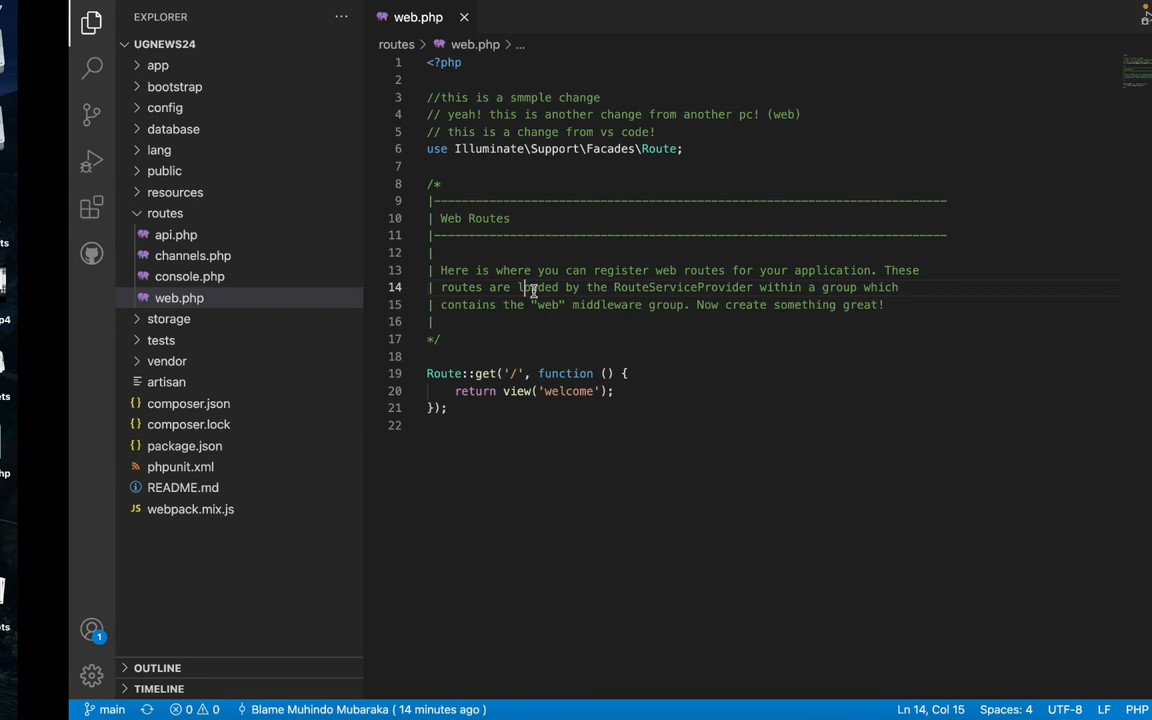 EXPLORER
UGNEWS24
app
bootstrap
config
database
lang
public
resources
routes
api.php
channels.php
console.php
web.php
storage
tests
vendor
artisan
composer.json
composer.lock
package.json
phpunit.xml
README.md
webpack.mix.js
OUTLINE
TIMELINE
web.php
routes > web.php > ...
1 <?php
2
3 //this is a smmple change
4 // yeah! this is another change from another pc! (web)
5 // this is a change from vs code!
6 use Illuminate\Support\Facades\Route;
7
8 /*
9 |--------------------------------------------------------------------------
10 | Web Routes
11 |--------------------------------------------------------------------------
12 |
13 | Here is where you can register web routes for your application. These
14 | routes are loaded by the RouteServiceProvider within a group which
15 | contains the "web" middleware group. Now create something great!
16 |
17 */
18
19 Route::get('/', function () {
20 return view('welcome');
21 });
22
ts
p4
ets
hp
ts
1
main 0 0 Blame Muhindo Mubaraka ( 14 minutes ago ) Ln 14, Col 15 Spaces: 4 UTF-8 LF PHP